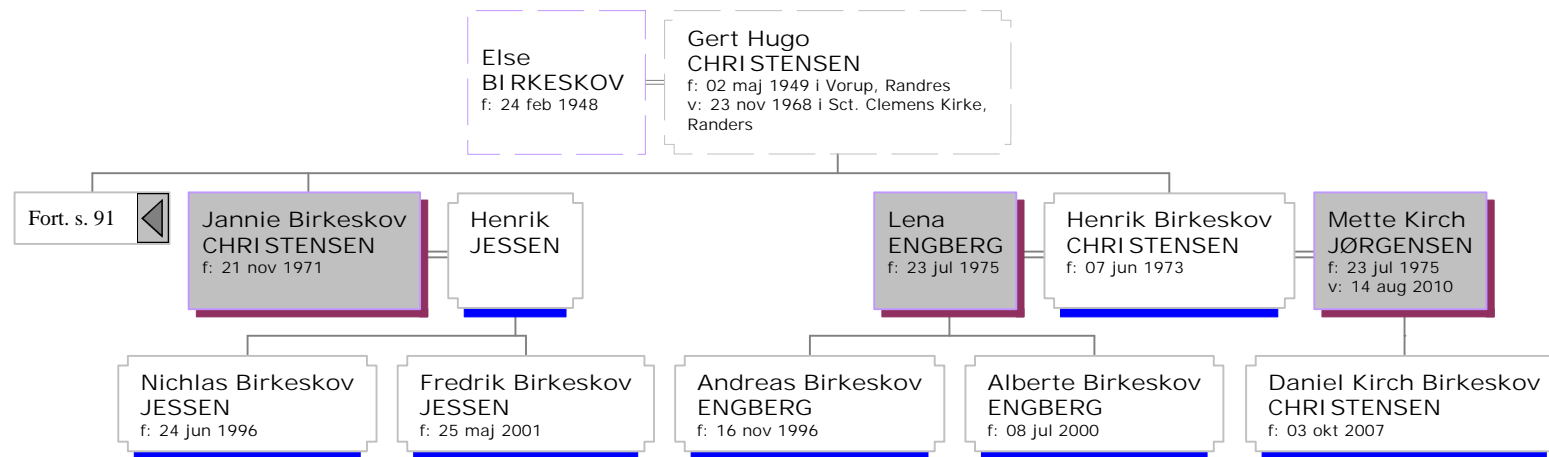 Else
BIRKESKOV
f: 24 feb 1948
Gert Hugo
CHRISTENSEN
f: 02 maj 1949 i Vorup, Randres
v: 23 nov 1968 i Sct. Clemens Kirke,
Randers
Fort. s. 91
Jannie Birkeskov
CHRISTENSEN
f: 21 nov 1971
Henrik
JESSEN
Lena
ENGBERG
f: 23 jul 1975
Henrik Birkeskov
CHRISTENSEN
f: 07 jun 1973
Mette Kirch
JØRGENSEN
f: 23 jul 1975
v: 14 aug 2010
Nichlas Birkeskov
JESSEN
f: 24 jun 1996
Fredrik Birkeskov
JESSEN
f: 25 maj 2001
Andreas Birkeskov
ENGBERG
f: 16 nov 1996
Alberte Birkeskov
ENGBERG
f: 08 jul 2000
Daniel Kirch Birkeskov
CHRISTENSEN
f: 03 okt 2007